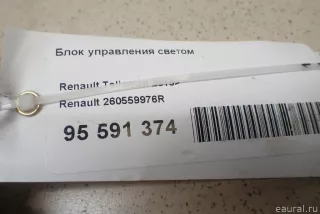 Блок управления светом
Renault
Renault 260559976R
95 591 374
eaural.ru